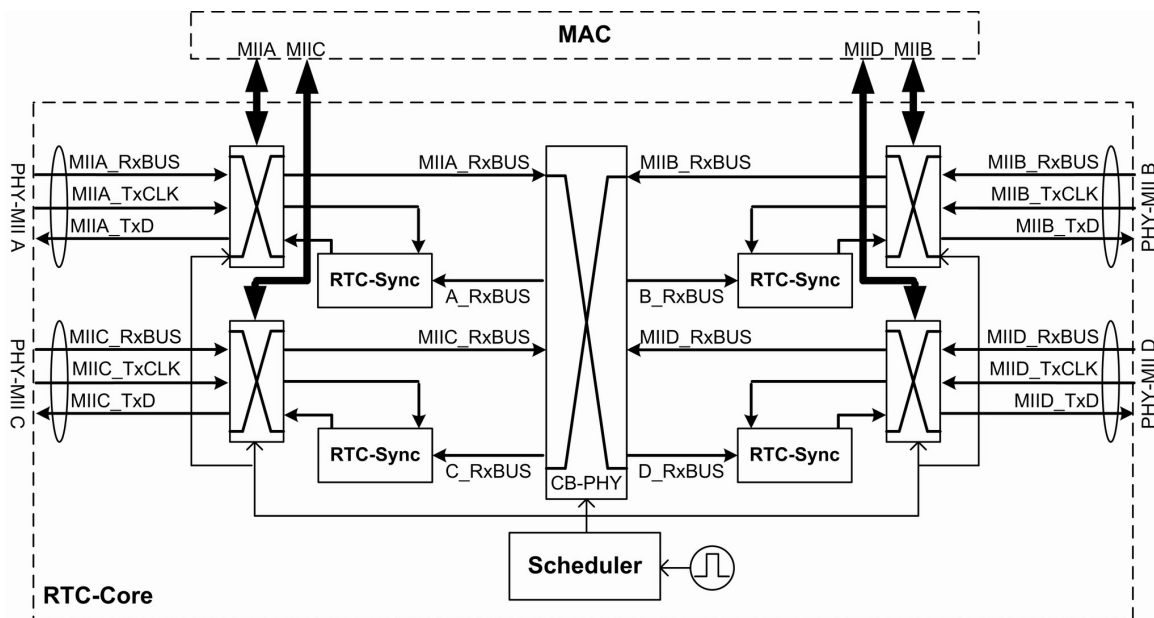 MAC
MIIA MIIC
MIID MIIB
PHY-MII A
MIIA_RxBUS
MIIA_TxCLK
MIIA_TxD
MIIA_RxBUS
RTC-Sync
A_RxBUS
MIIB_RxBUS
B_RxBUS
RTC-Sync
MIIB_RxBUS
MIIB_TxCLK
MIIB_TxD
PHY-MII B
PHY-MII C
MIIC_RxBUS
MIIC_TxCLK
MIIC_TxD
MIIC_RxBUS
RTC-Sync
C_RxBUS
CB-PHY
MIID_RxBUS
D_RxBUS
RTC-Sync
MIID_RxBUS
MIID_TxCLK
MIID_TxD
PHY-MII D
Scheduler
RTC-Core